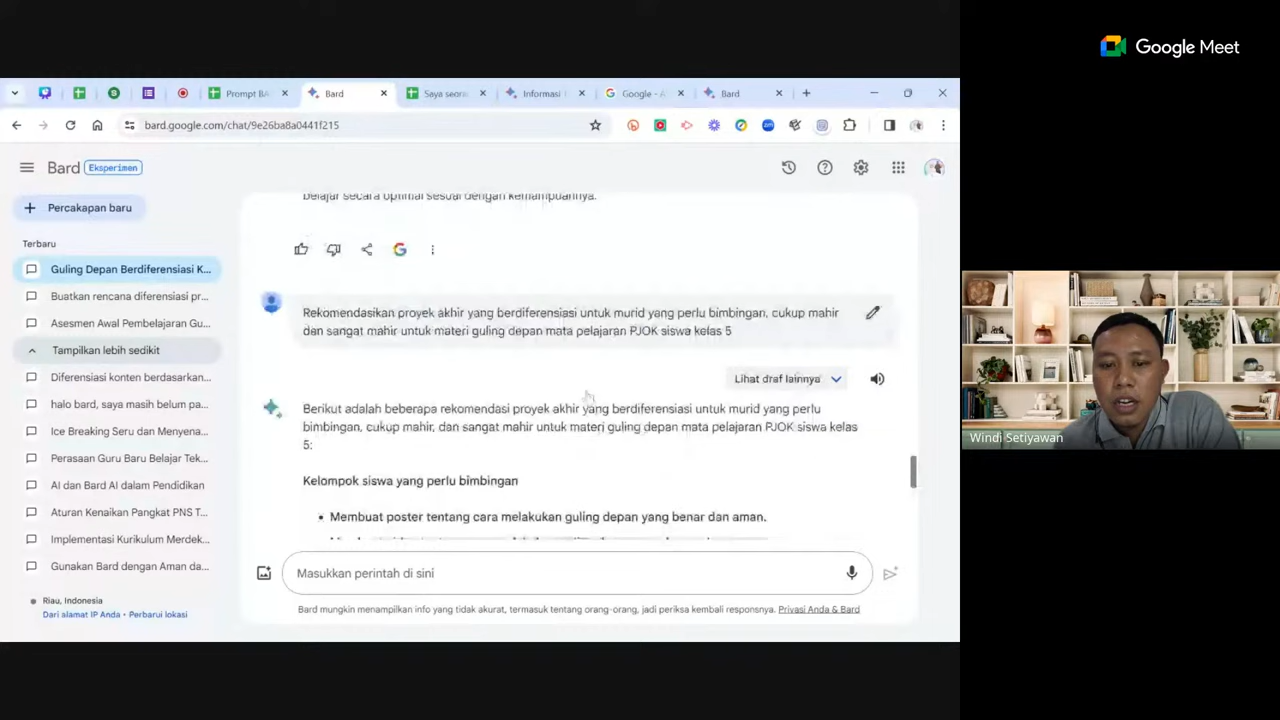 Google Meet
Prompt BA
Bard
Saya seora
Informasi
Google - A
Bard
bard.google.com/chat/9e26ba8a0441f215
Bard
Eksperimen
Percakapan baru
Terbaru
Guling Depan Berdiferensiasi K...
Buatkan rencana diferensiasi pr...
Asesmen Awal Pembelajaran Gu...
Tampilkan lebih sedikit
Diferensiasi konten berdasarkan...
halo bard, saya masih belum pa...
Ice Breaking Seru dan Menyena...
Perasaan Guru Baru Belajar Tek...
AI dan Bard AI dalam Pendidikan
Aturan Kenaikan Pangkat PNS T...
Implementasi Kurikulum Merdek...
Gunakan Bard dengan Aman da...
Riau, Indonesia
Dari alamat IP Anda • Perbarui lokasi
belajar secara optimal sesuai dengan kemampuannya.
Rekomendasikan proyek akhir yang berdiferensiasi untuk murid yang perlu bimbingan, cukup mahir
dan sangat mahir untuk materi guling depan mata pelajaran PJOK siswa kelas 5
Lihat draf lainnya
Berikut adalah beberapa rekomendasi proyek akhir yang berdiferensiasi untuk murid yang perlu
bimbingan, cukup mahir, dan sangat mahir untuk materi guling depan mata pelajaran PJOK siswa kelas
5:
Kelompok siswa yang perlu bimbingan
• Membuat poster tentang cara melakukan guling depan yang benar dan aman.
Masukkan perintah di sini
Bard mungkin menampilkan info yang tidak akurat, termasuk tentang orang-orang, jadi periksa kembali responsnya. Privasi Anda & Bard
Windi Setiyawan